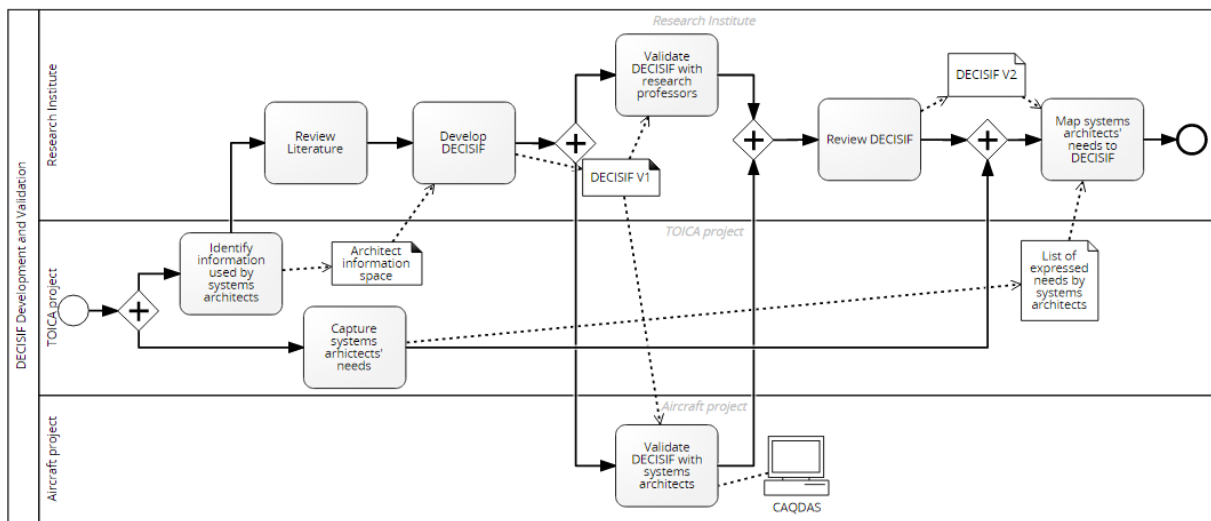 DECISIF Development and Validation
Research Institute
Research Institute
Validate
DECISIF with
research
professors
DECISIF V2
Review
Literature
Develop
DECISIF
Review DECISIF
Map systems
architects'
needs to
DECISIF
DECISIF V1
TOICA project
TOICA project
Identify
information
used by
systems
architects
Architect
information
space
List of
expressed
needs by
systems
architects
Capture
systems
arhictects'
needs
Aircraft project
Aircraft project
Validate
DECISIF with
systems
architects
CAQDAS